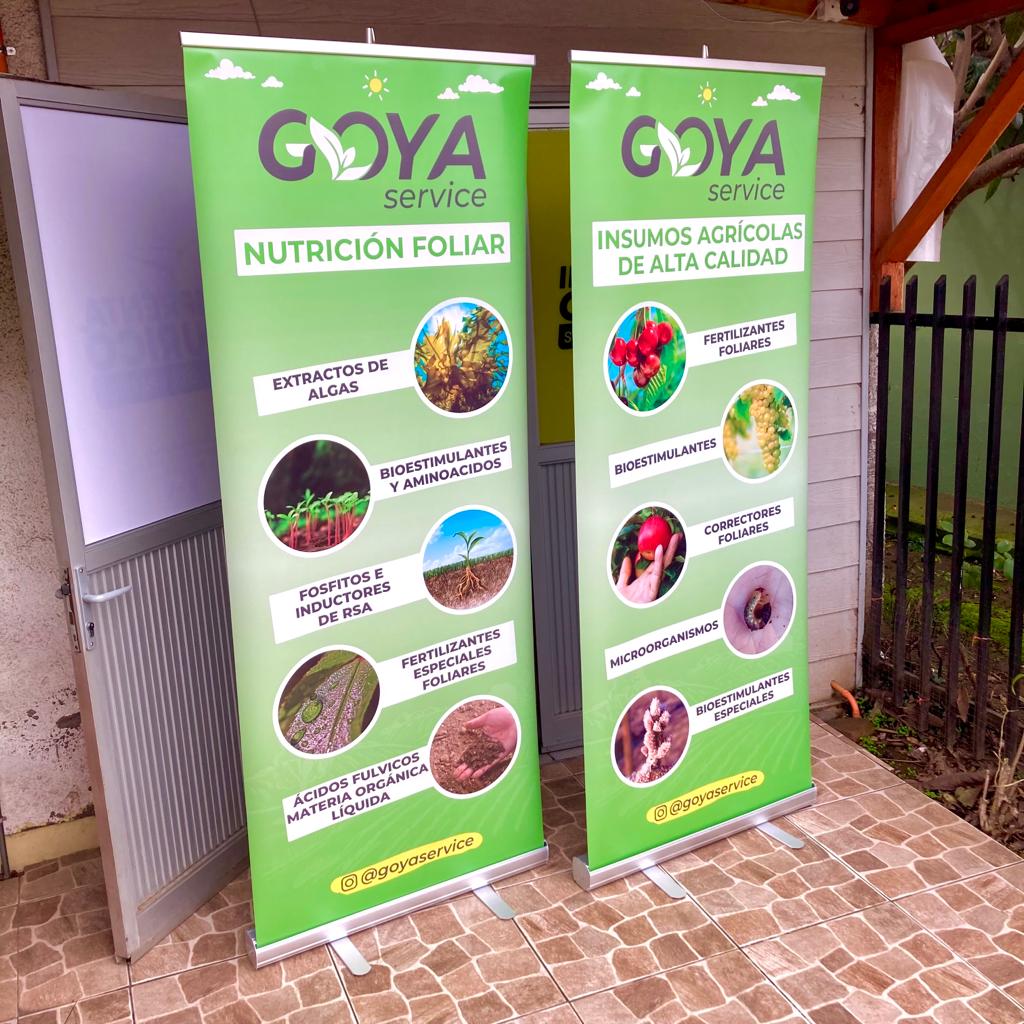 GOYA
service
NUTRICIÓN FOLIAR
EXTRACTOS DE
ALGAS
BIOESTIMULANTES
Y AMINOACIDOS
FOSFITOS E
INDUCTORES
DE RSA
FERTILIZANTES
ESPECIALES
FOLIARES
ÁCIDOS FULVICOS
MATERIA ORGÁNICA
LÍQUIDA
@goyaservice
GOYA
service
INSUMOS AGRÍCOLAS
DE ALTA CALIDAD
FERTILIZANTES
FOLIARES
BIOESTIMULANTES
CORRECTORES
FOLIARES
MICROORGANISMOS
BIOESTIMULANTES
ESPECIALES
@goyaservice